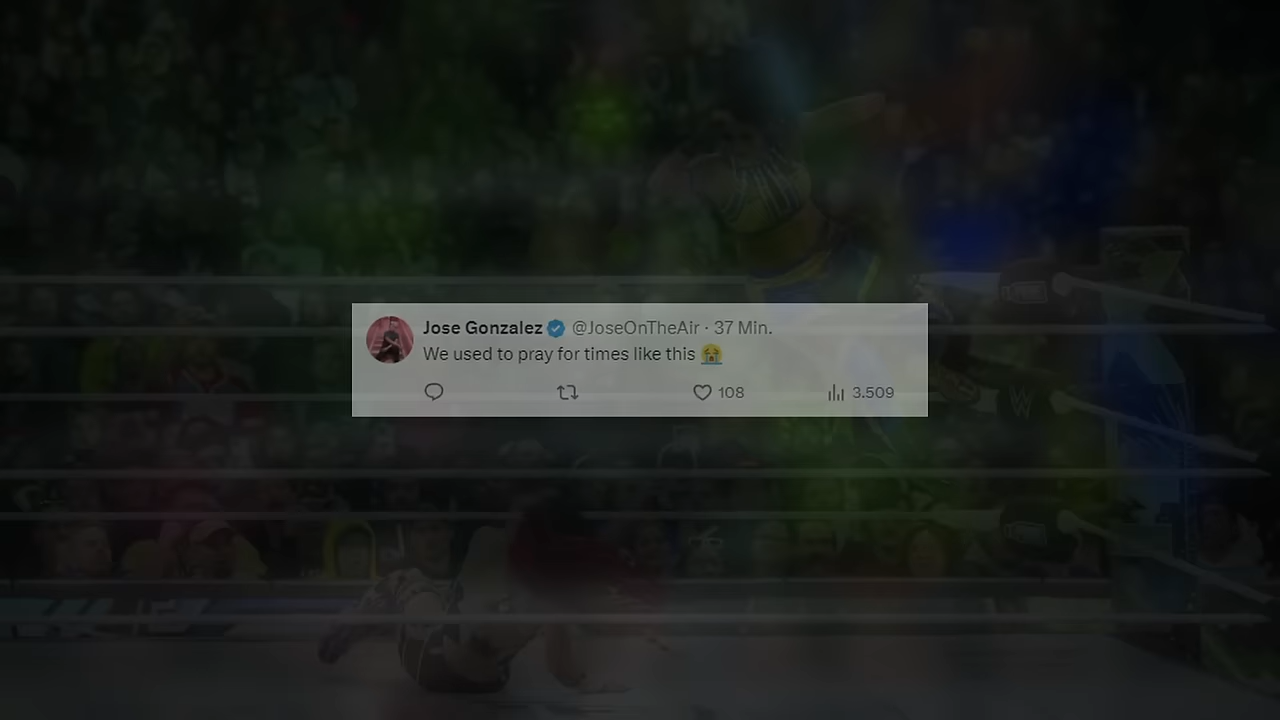 Jose Gonzalez @JoseOnTheAir · 37 Min.
We used to pray for times like this 😭
108 3.509
W